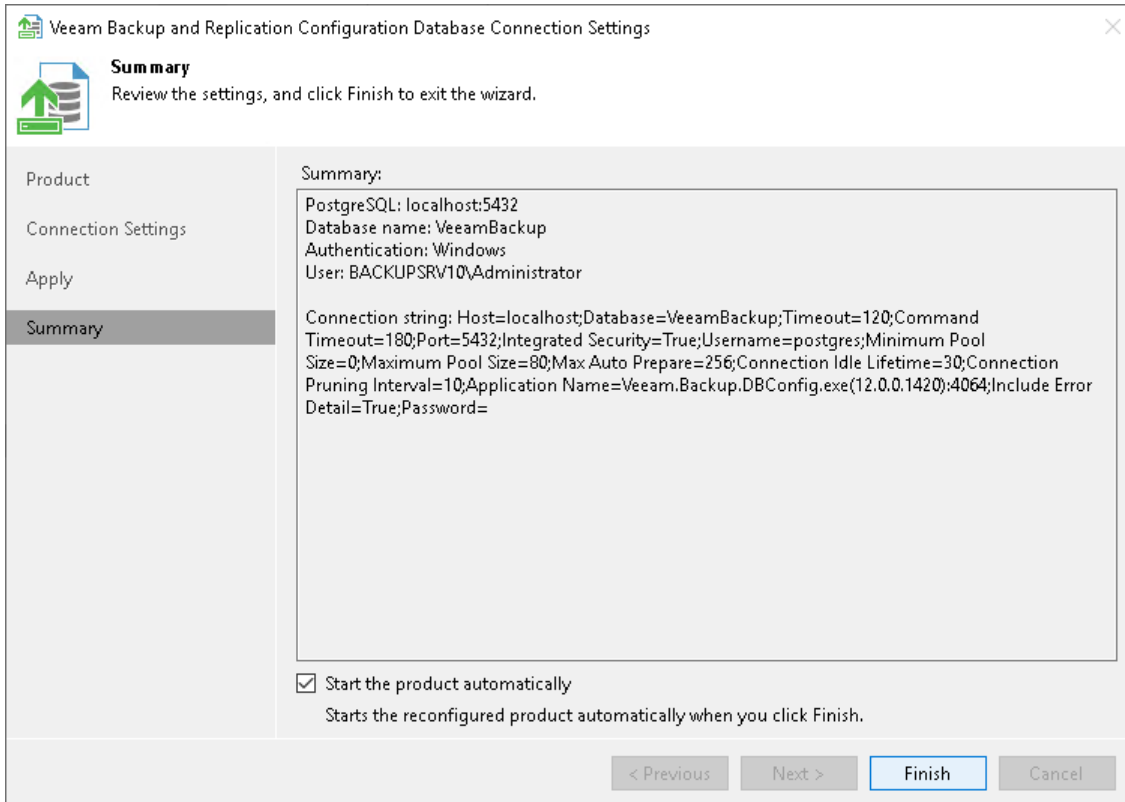 Veeam Backup and Replication Configuration Database Connection Settings
Summary
Review the settings, and click Finish to exit the wizard.
Product
Connection Settings
Apply
Summary
Summary:
PostgreSQL: localhost:5432
Database name: VeeamBackup
Authentication: Windows
User: BACKUPSRV10\Administrator
Connection string: Host=localhost;Database=VeeamBackup;Timeout=120;Command
Timeout=180;Port=5432;Integrated Security=True;Username=postgres;Minimum Pool
Size=0;Maximum Pool Size=80;Max Auto Prepare=256;Connection Idle Lifetime=30;Connection
Pruning Interval=10;Application Name=Veeam.Backup.DBConfig.exe(12.0.0.1420):4064;Include Error
Detail=True;Password=
Start the product automatically
Starts the reconfigured product automatically when you click Finish.
< Previous
Next >
Finish
Cancel